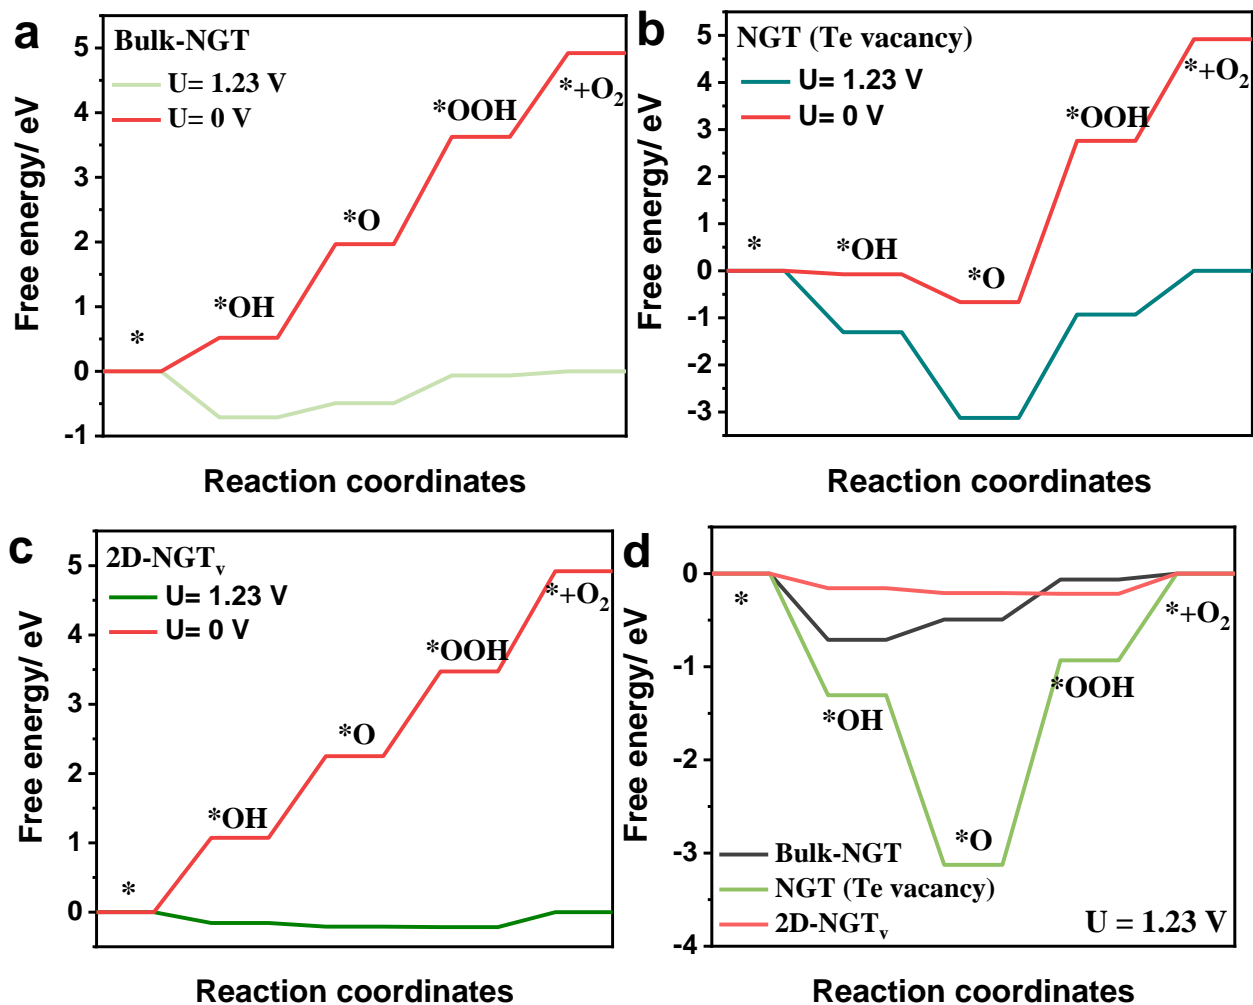 a
Bulk-NGT
U= 1.23 V
U= 0 V
5
4
3
2
1
0
-1
Free energy/ eV
*
*OH
*O
*OOH
*+O₂
Reaction coordinates
b
NGT (Te vacancy)
U= 1.23 V
U= 0 V
5
4
3
2
1
0
-1
-2
-3
Free energy/ eV
*
*OH
*O
*OOH
*+O₂
Reaction coordinates
c
2D-NGTᵥ
U= 1.23 V
U= 0 V
5
4
3
2
1
0
Free energy/ eV
*
*OH
*O
*OOH
*+O₂
Reaction coordinates
d
0
-1
-2
-3
-4
Free energy/ eV
*
*OH
*O
*OOH
*+O₂
Bulk-NGT
NGT (Te vacancy)
2D-NGTᵥ
U = 1.23 V
Reaction coordinates